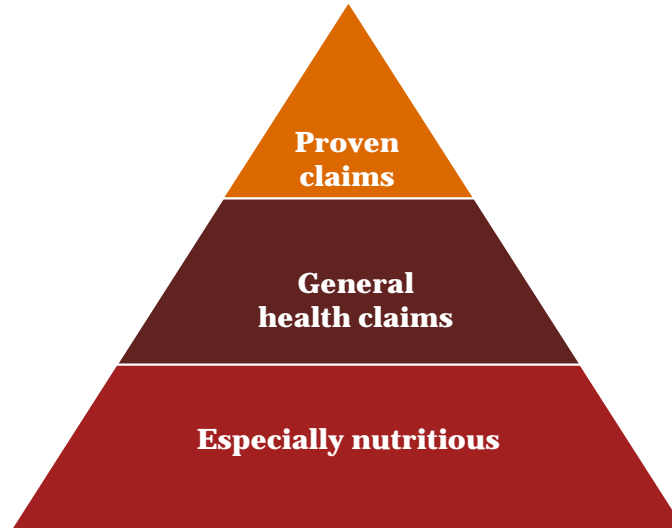 Proven
claims
General
health claims
Especially nutritious